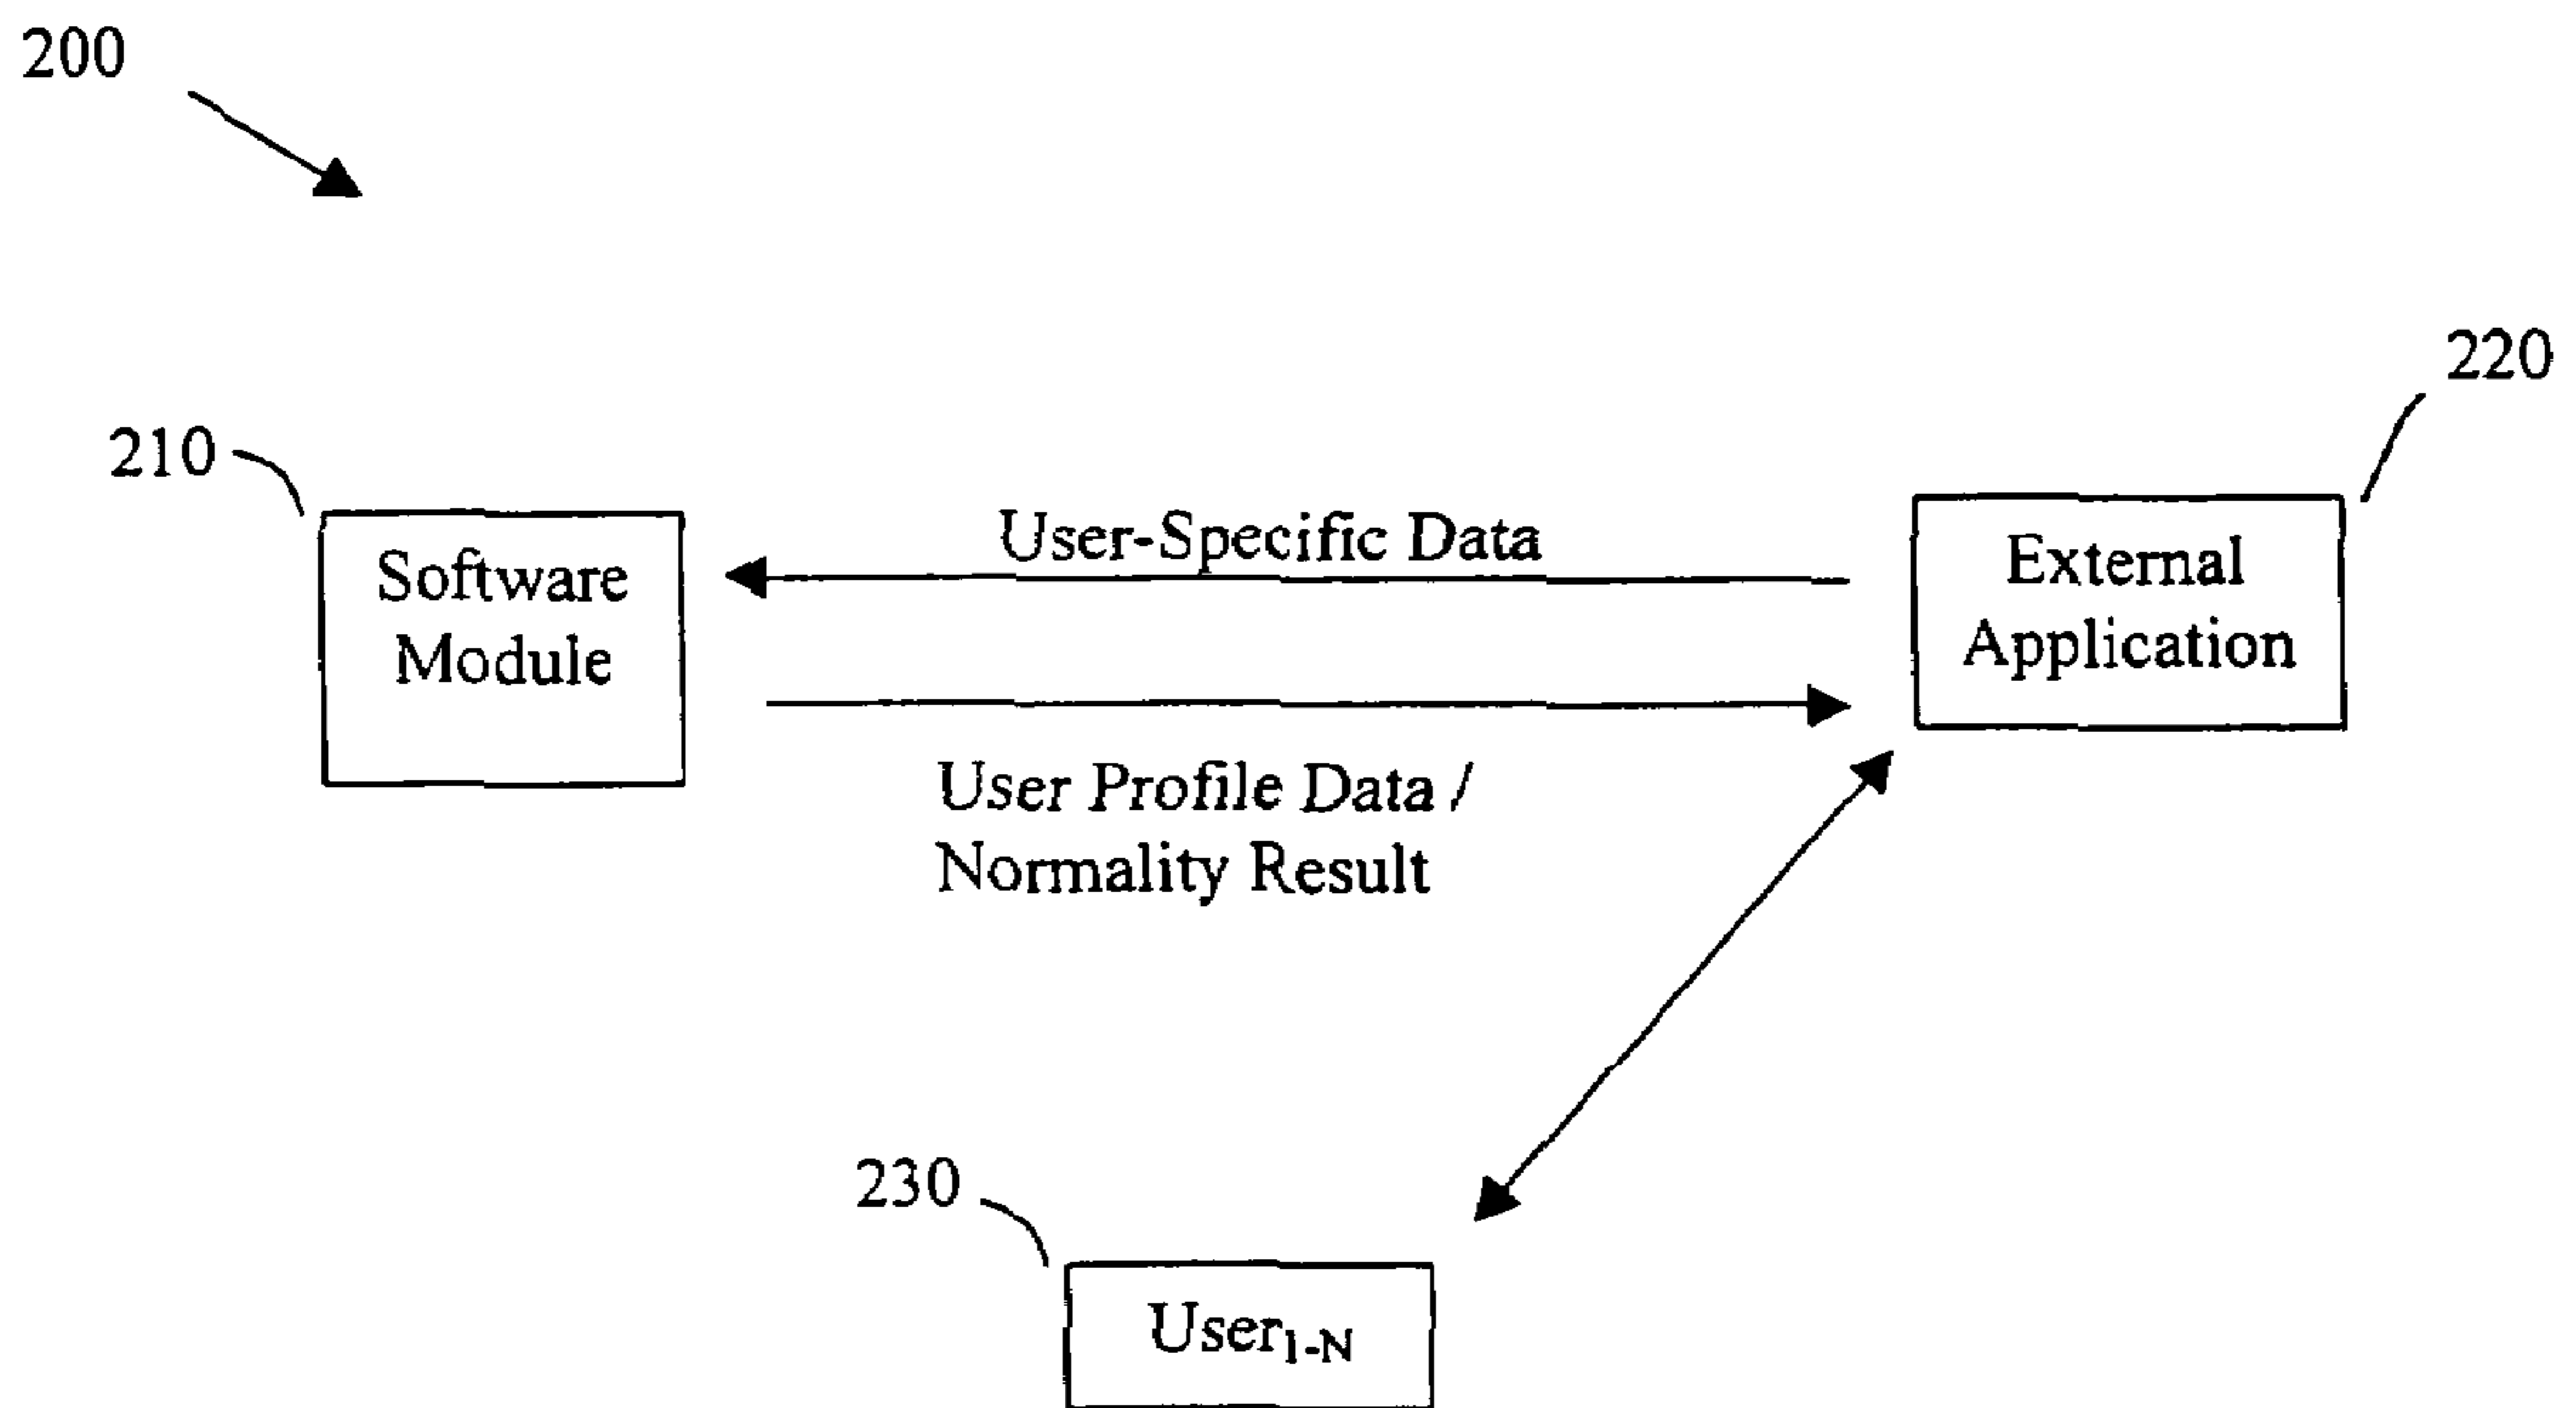 200
220
210
User-Specific Data
Software
Module
External
Application
User Profile Data /
Normality Result
230
User1-N